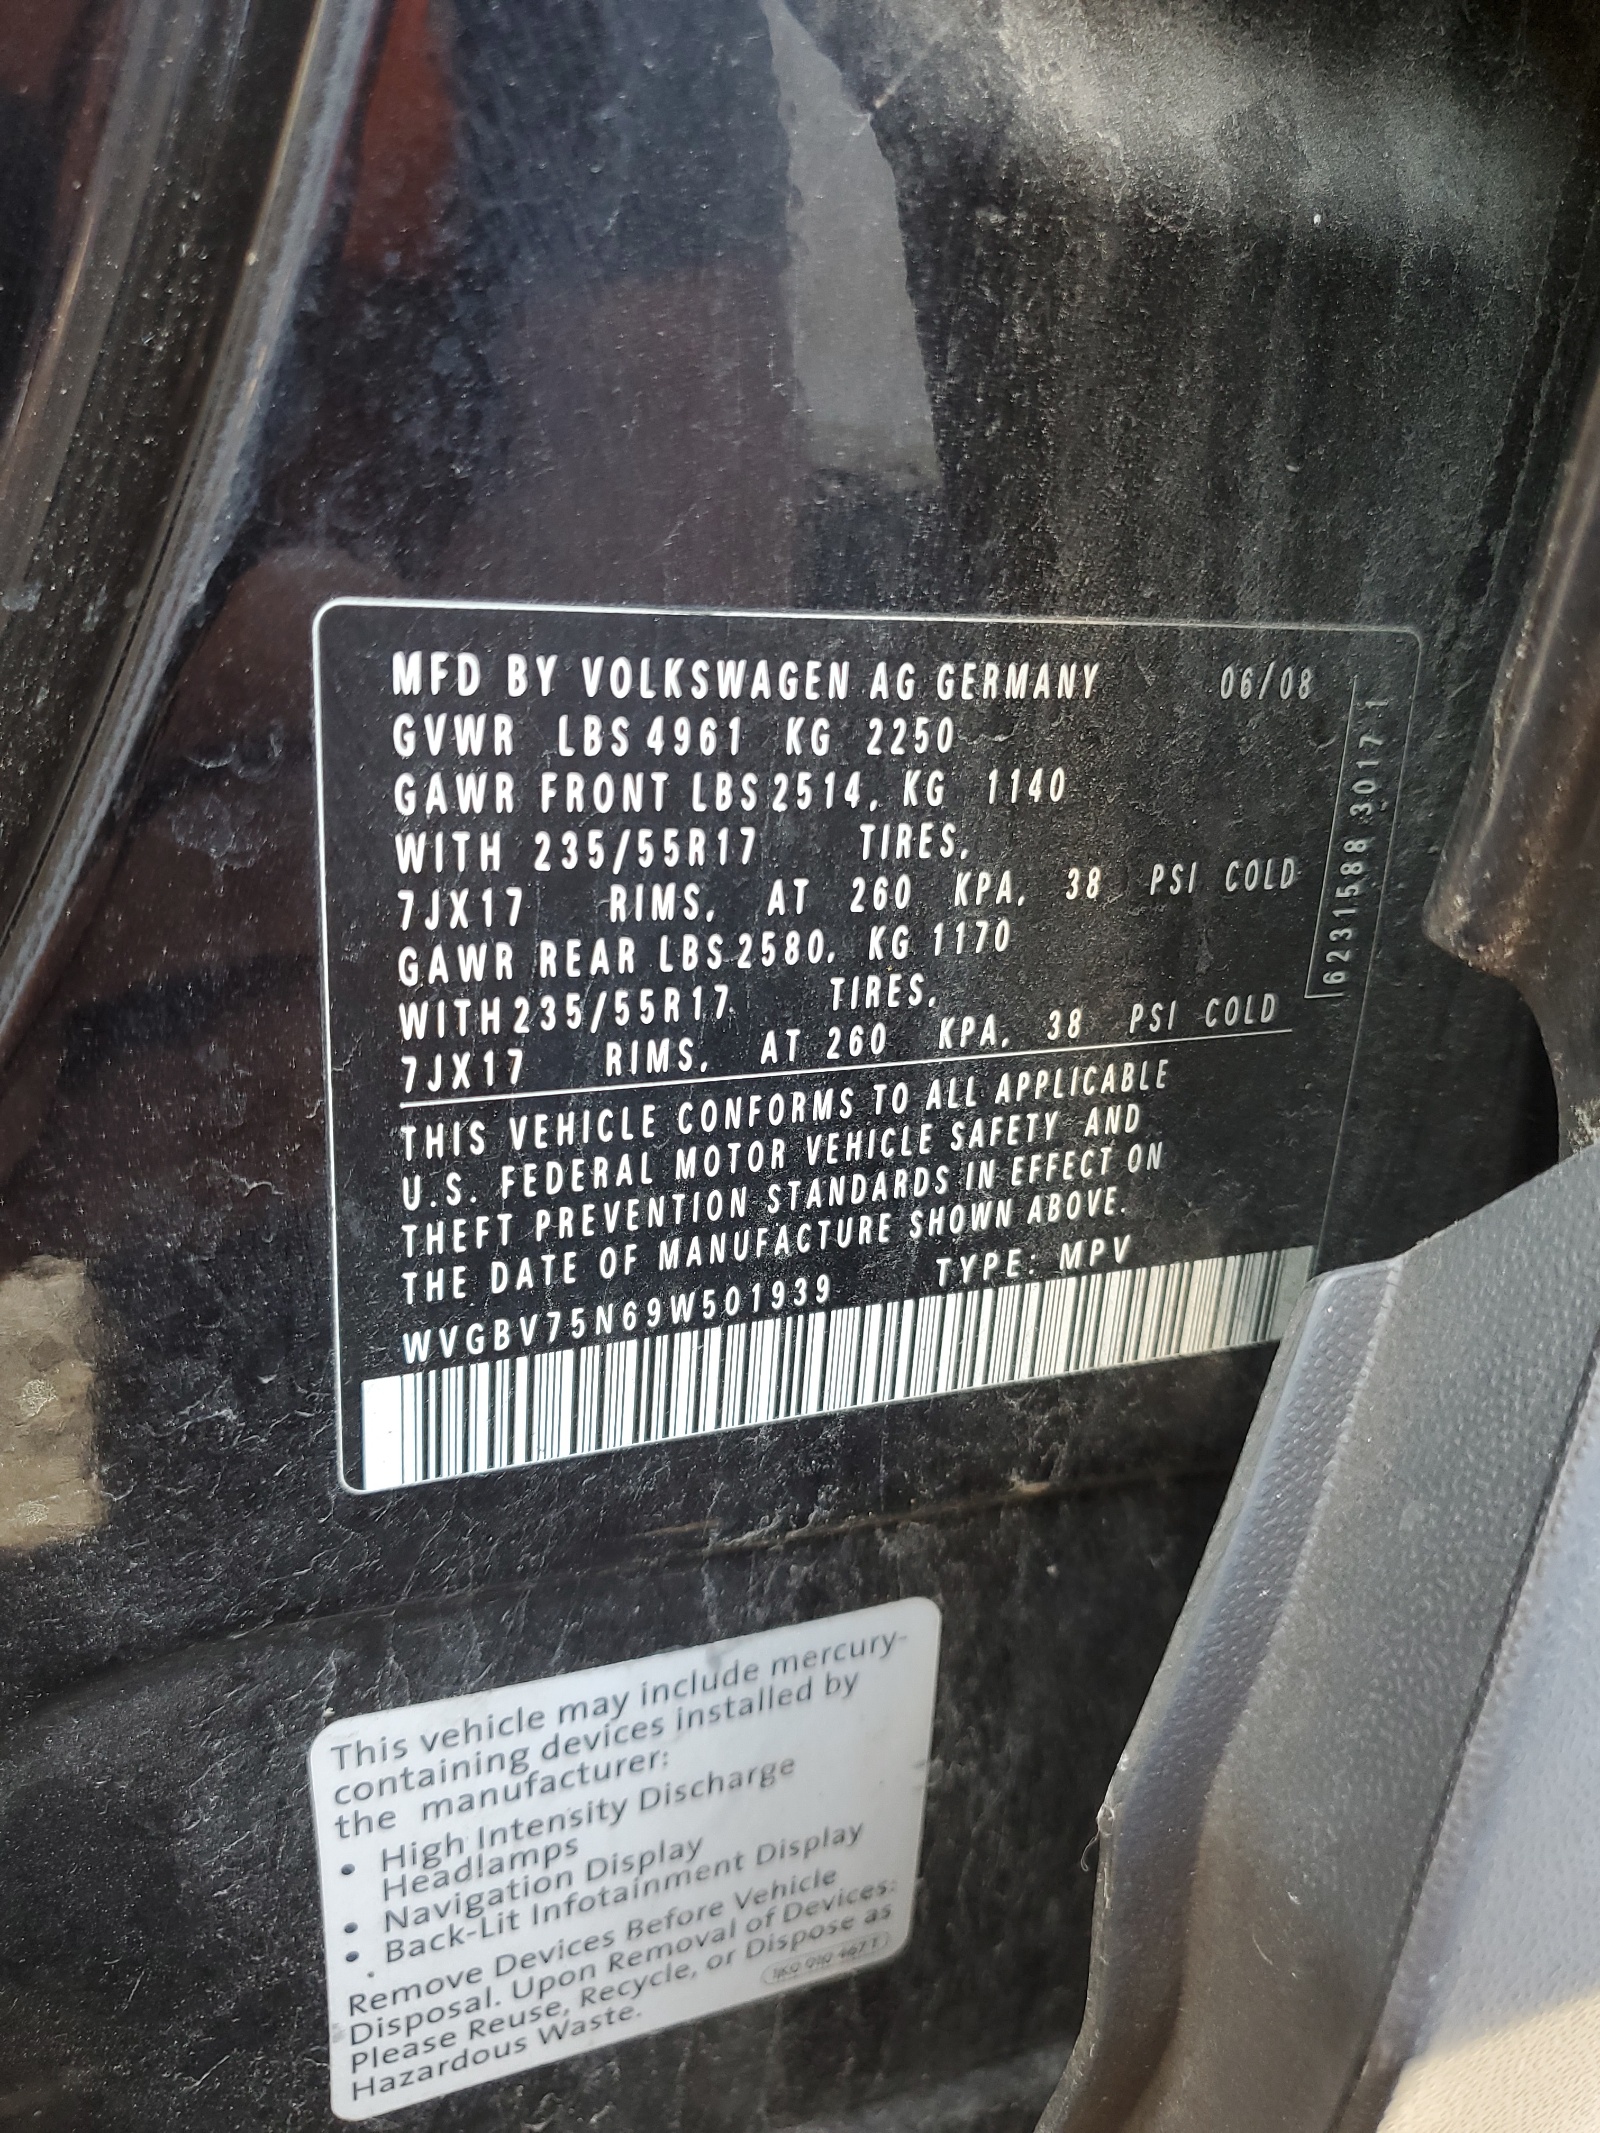 MFD BY VOLKSWAGEN AG GERMANY 06/08
GVWR LBS 4961 KG 2250
GAWR FRONT LBS 2514, KG 1140
WITH 235/55R17 TIRES,
7JX17 RIMS, AT 260 KPA, 38 PSI COLD
GAWR REAR LBS 2580, KG 1170
WITH 235/55R17 TIRES,
7JX17 RIMS, AT 260 KPA, 38 PSI COLD
6231588 30171
THIS VEHICLE CONFORMS TO ALL APPLICABLE
U.S. FEDERAL MOTOR VEHICLE SAFETY AND
THEFT PREVENTION STANDARDS IN EFFECT ON
THE DATE OF MANUFACTURE SHOWN ABOVE.
WVGBV75N69W501939 TYPE: MPV
This vehicle may include mercury-
containing devices installed by
the manufacturer:
• High Intensity Discharge
Headlamps
• Navigation Display
• Back-Lit Infotainment Display
Remove Devices Before Vehicle
Disposal. Upon Removal of Devices:
Please Reuse, Recycle, or Dispose as
Hazardous Waste.